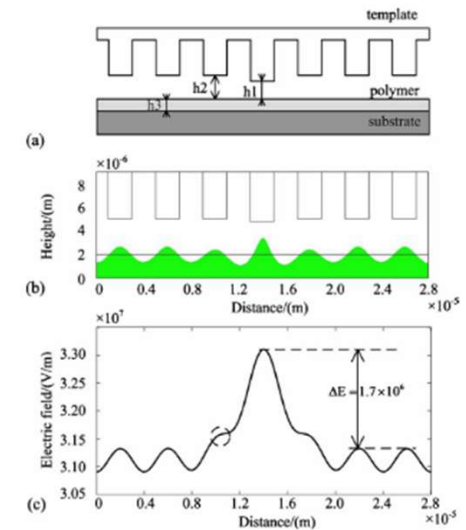 template
h2
h1
polymer
h3
substrate
(a)
×10⁻⁶
8
6
4
2
0
Height/(m)
0 0.4 0.8 1.2 1.6 2.0 2.4 2.8
Distance/(m)
×10⁻⁵
(b)
×10⁷
3.30
3.25
3.20
3.15
3.10
3.05
Electric field/(V/m)
ΔE =1.7×10⁶
0 0.4 0.8 1.2 1.6 2.0 2.4 2.8
Distance/(m)
×10⁻⁵
(c)